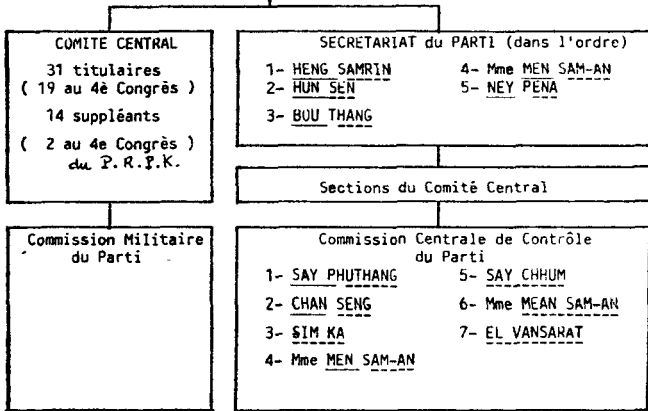 COMITE CENTRAL
31 titulaires
( 19 au 4è Congrès )
14 suppléants
( 2 au 4e Congrès )
du P.R.P.K.
SECRETARIAT du PARTI (dans l'ordre)
1- HENG SAMRIN
2- HUN SEN
3- BOU THANG
4- Mme MEN SAM-AN
5- NEY PENA
Sections du Comité Central
Commission Militaire
du Parti
Commission Centrale de Contrôle
du Parti
1- SAY PHUTHANG
2- CHAN SENG
3- SIM KA
4- Mme MEN SAM-AN
5- SAY CHHUM
6- Mme MEAN SAM-AN
7- EL VANSARAT